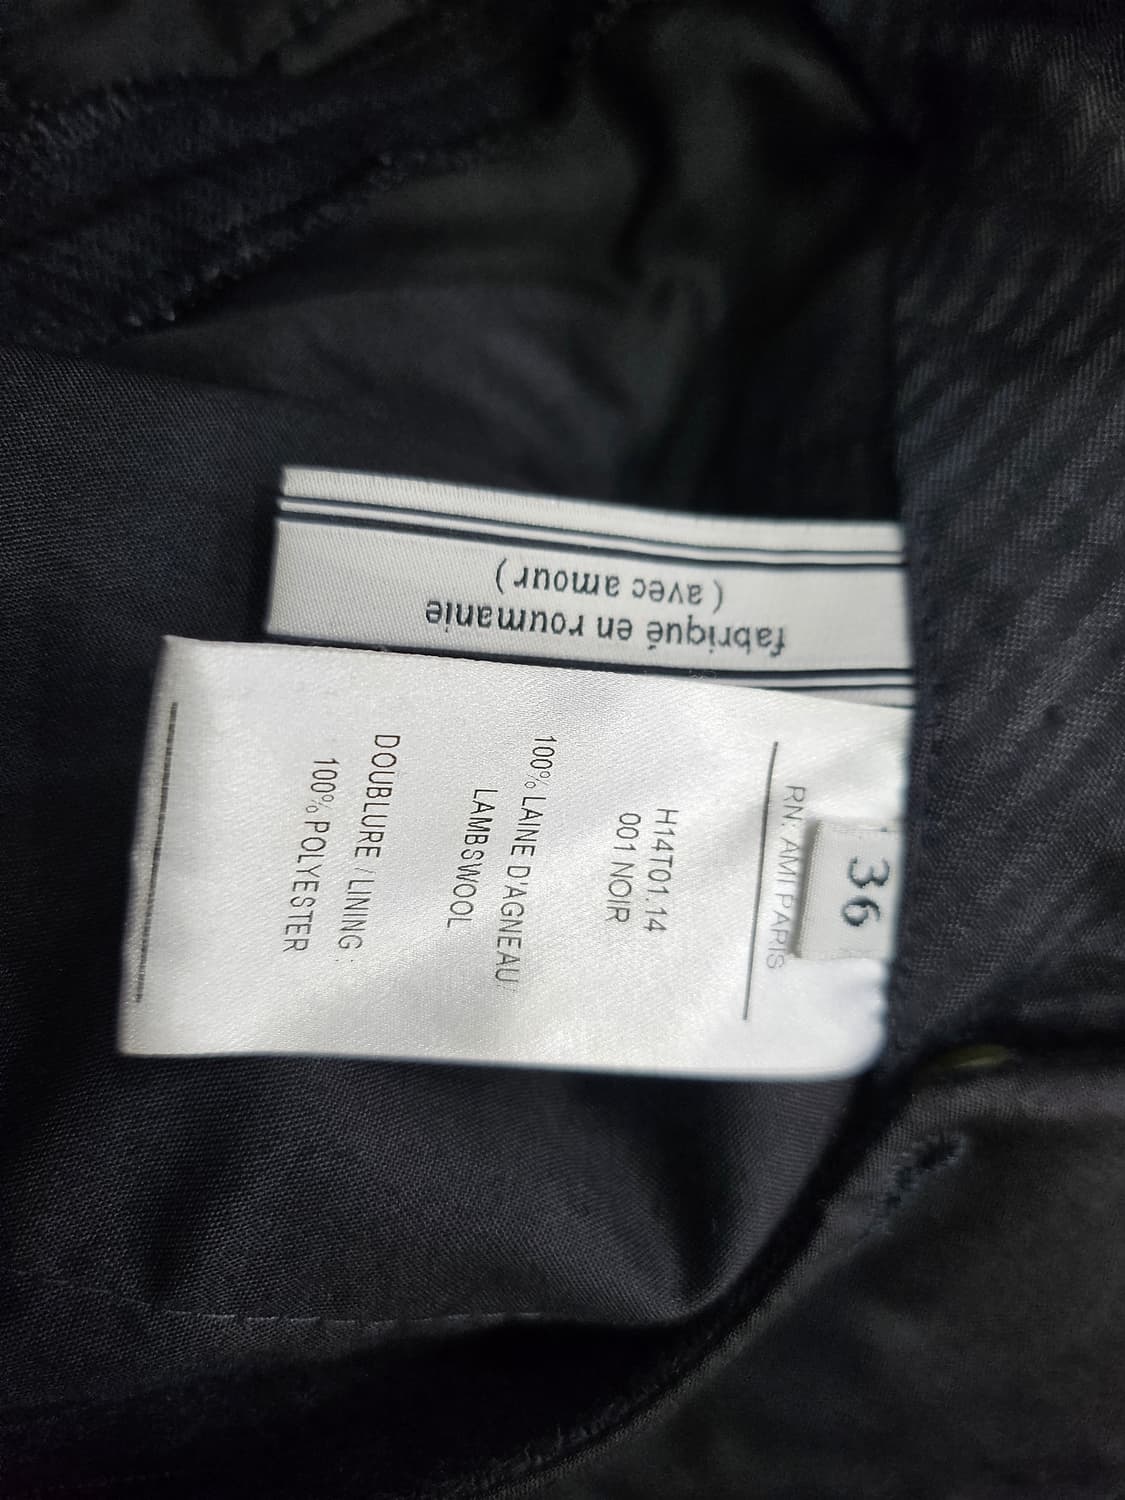 fabriqué en roumanie
( avec amour )
36
RN: AMI PARIS
H14T01.14
001 NOIR
100% LAINE D'AGNEAU
LAMBSWOOL
DOUBLURE / LINING
100% POLYESTER